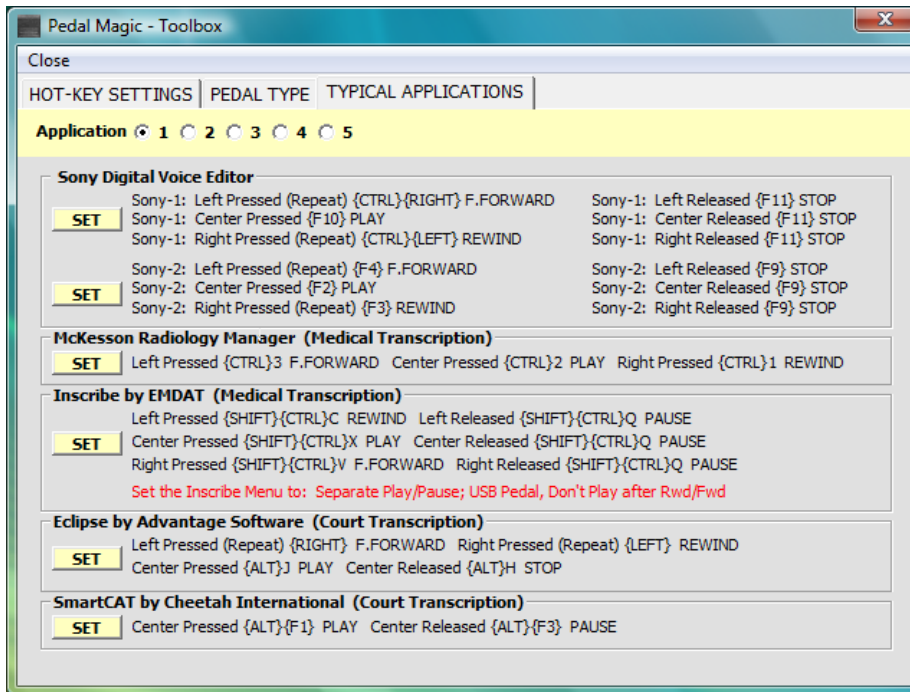 Pedal Magic - Toolbox
X
Close
HOT-KEY SETTINGS PEDAL TYPE TYPICAL APPLICATIONS
Application 1 2 3 4 5
Sony Digital Voice Editor
Sony-1: Left Pressed (Repeat) {CTRL}{RIGHT} F.FORWARD Sony-1: Left Released {F11} STOP
SET Sony-1: Center Pressed {F10} PLAY Sony-1: Center Released {F11} STOP
Sony-1: Right Pressed (Repeat) {CTRL}{LEFT} REWIND Sony-1: Right Released {F11} STOP
Sony-2: Left Pressed (Repeat) {F4} F.FORWARD Sony-2: Left Released {F9} STOP
SET Sony-2: Center Pressed {F2} PLAY Sony-2: Center Released {F9} STOP
Sony-2: Right Pressed (Repeat) {F3} REWIND Sony-2: Right Released {F9} STOP
McKesson Radiology Manager (Medical Transcription)
SET Left Pressed {CTRL}3 F.FORWARD Center Pressed {CTRL}2 PLAY Right Pressed {CTRL}1 REWIND
Inscribe by EMDAT (Medical Transcription)
Left Pressed {SHIFT}{CTRL}C REWIND Left Released {SHIFT}{CTRL}Q PAUSE
SET Center Pressed {SHIFT}{CTRL}X PLAY Center Released {SHIFT}{CTRL}Q PAUSE
Right Pressed {SHIFT}{CTRL}V F.FORWARD Right Released {SHIFT}{CTRL}Q PAUSE
Set the Inscribe Menu to: Separate Play/Pause; USB Pedal, Don't Play after Rwd/Fwd
Eclipse by Advantage Software (Court Transcription)
Left Pressed (Repeat) {RIGHT} F.FORWARD Right Pressed (Repeat) {LEFT} REWIND
SET Center Pressed {ALT}J PLAY Center Released {ALT}H STOP
SmartCAT by Cheetah International (Court Transcription)
SET Center Pressed {ALT}{F1} PLAY Center Released {ALT}{F3} PAUSE